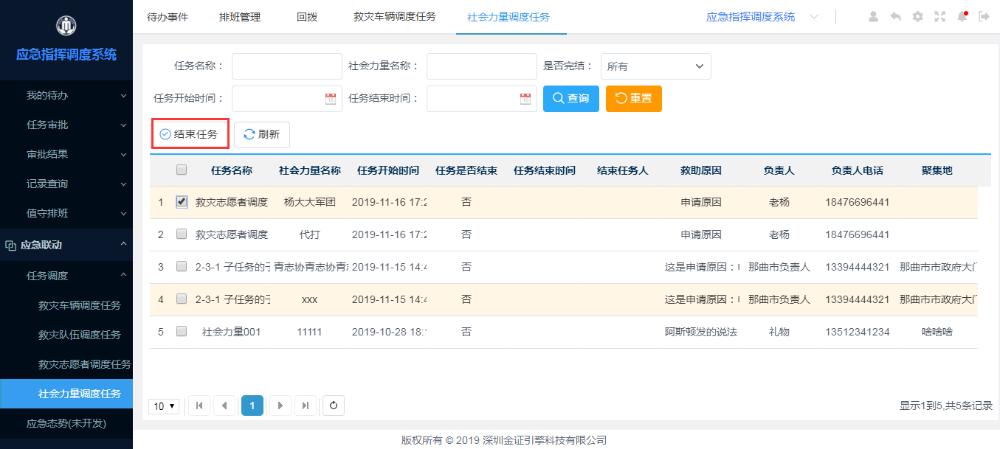 应急指挥调度系统
我的待办
任务审批
审批结果
记录查询
值守排班
应急联动
任务调度
救灾车辆调度任务
救灾队伍调度任务
救灾志愿者调度任务
社会力量调度任务
应急态势(未开发)
待办事件 排班管理 回拨 救灾车辆调度任务 社会力量调度任务 应急指挥调度系统
任务名称： 社会力量名称： 是否完结： 所有
任务开始时间： 任务结束时间： 查询 重置
结束任务 刷新
任务名称 社会力量名称 任务开始时间 任务是否结束 任务结束时间 结束任务人 救助原因 负责人 负责人电话 聚集地
1 救灾志愿者调度 杨大大军团 2019-11-16 17:2 否 申请原因 老杨 18476696441
2 救灾志愿者调度 代打 2019-11-16 17:2 否 申请原因 老杨 18476696441
3 2-3-1 子任务的子 青志协青志协青志 2019-11-15 14:4 否 这是申请原因：申 那曲市负责人 13394444321 那曲市市政府大门
4 2-3-1 子任务的子 xxx 2019-11-15 14:4 否 这是申请原因：申 那曲市负责人 13394444321 那曲市市政府大门
5 社会力量001 11111 2019-10-28 18:1 否 阿斯顿发的说法 礼物 13512341234 啥啥啥
10 1 显示1到5,共5条记录
版权所有 © 2019 深圳金证引擎科技有限公司